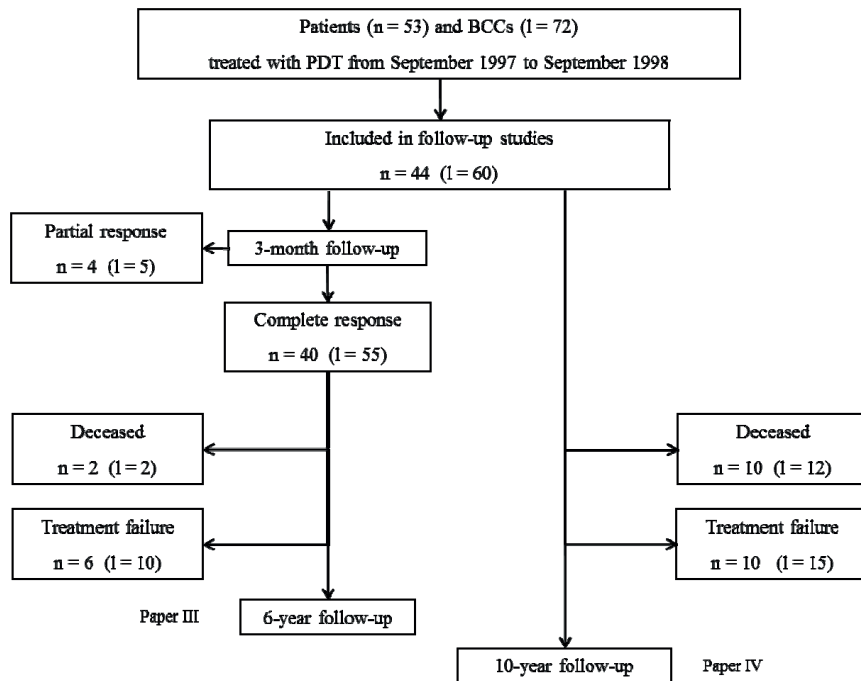 Patients (n = 53) and BCCs (l = 72)
treated with PDT from September 1997 to September 1998
Included in follow-up studies
n = 44 (l = 60)
Partial response
n = 4 (l = 5)
3-month follow-up
Complete response
n = 40 (l = 55)
Deceased
n = 2 (l = 2)
Deceased
n = 10 (l = 12)
Treatment failure
n = 6 (l = 10)
Treatment failure
n = 10 (l = 15)
Paper III
6-year follow-up
10-year follow-up
Paper IV